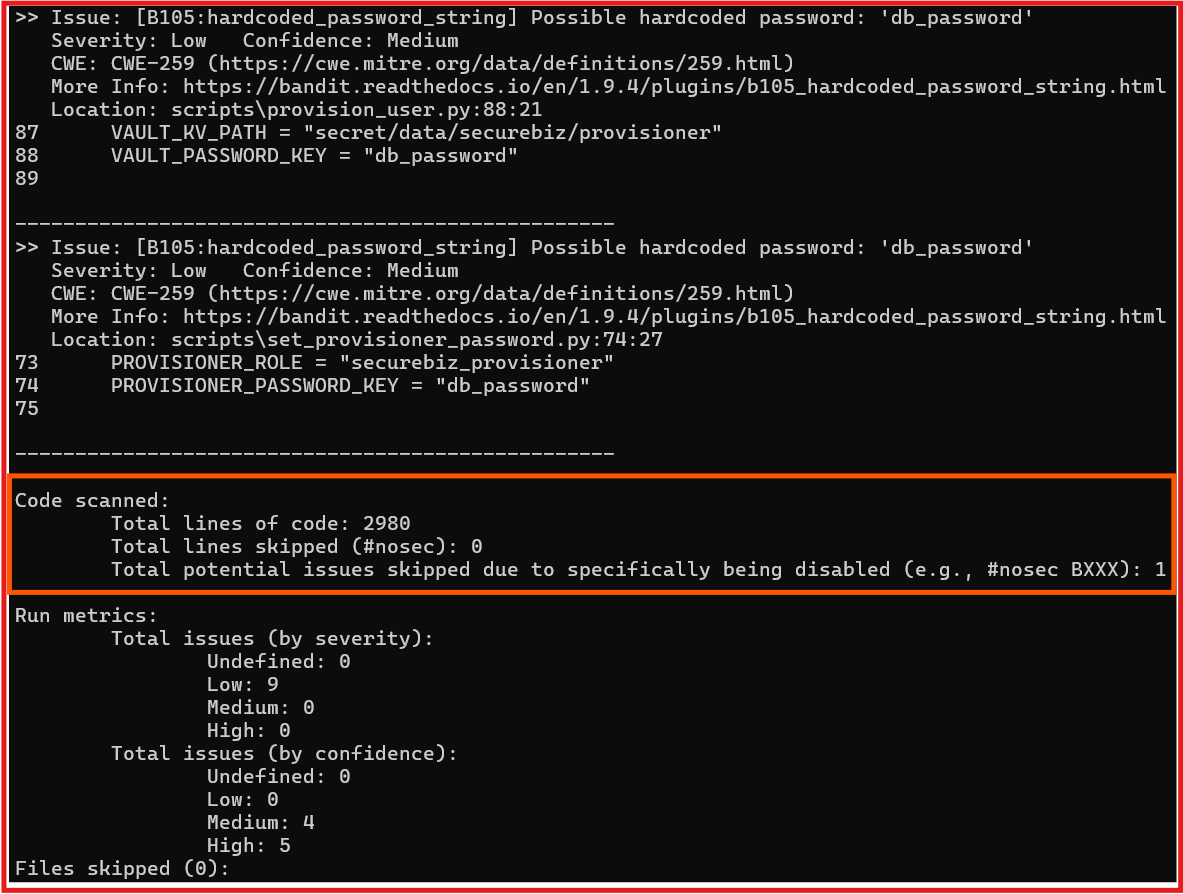 >> Issue: [B105:hardcoded_password_string] Possible hardcoded password: 'db_password'
   Severity: Low   Confidence: Medium
   CWE: CWE-259 (https://cwe.mitre.org/data/definitions/259.html)
   More Info: https://bandit.readthedocs.io/en/1.9.4/plugins/b105_hardcoded_password_string.html
   Location: scripts\provision_user.py:88:21
87      VAULT_KV_PATH = "secret/data/securebiz/provisioner"
88      VAULT_PASSWORD_KEY = "db_password"
89
--------------------------------------------------
>> Issue: [B105:hardcoded_password_string] Possible hardcoded password: 'db_password'
   Severity: Low   Confidence: Medium
   CWE: CWE-259 (https://cwe.mitre.org/data/definitions/259.html)
   More Info: https://bandit.readthedocs.io/en/1.9.4/plugins/b105_hardcoded_password_string.html
   Location: scripts\set_provisioner_password.py:74:27
73      PROVISIONER_ROLE = "securebiz_provisioner"
74      PROVISIONER_PASSWORD_KEY = "db_password"
75
--------------------------------------------------
Code scanned:
        Total lines of code: 2980
        Total lines skipped (#nosec): 0
        Total potential issues skipped due to specifically being disabled (e.g., #nosec BXXX): 1
Run metrics:
        Total issues (by severity):
                Undefined: 0
                Low: 9
                Medium: 0
                High: 0
        Total issues (by confidence):
                Undefined: 0
                Low: 0
                Medium: 4
                High: 5
Files skipped (0):